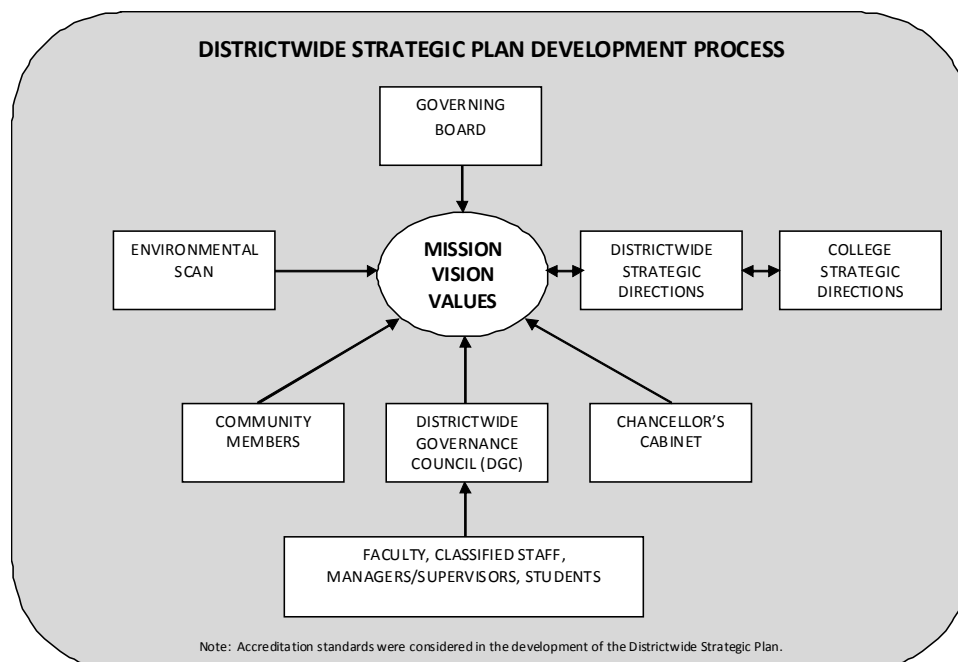 DISTRICTWIDE STRATEGIC PLAN DEVELOPMENT PROCESS
GOVERNING
BOARD
ENVIRONMENTAL
SCAN
MISSION
VISION
VALUES
DISTRICTWIDE
STRATEGIC
DIRECTIONS
COLLEGE
STRATEGIC
DIRECTIONS
COMMUNITY
MEMBERS
DISTRICTWIDE
GOVERNANCE
COUNCIL (DGC)
CHANCELLOR'S
CABINET
FACULTY, CLASSIFIED STAFF,
MANAGERS/SUPERVISORS, STUDENTS
Note: Accreditation standards were considered in the development of the Districtwide Strategic Plan.